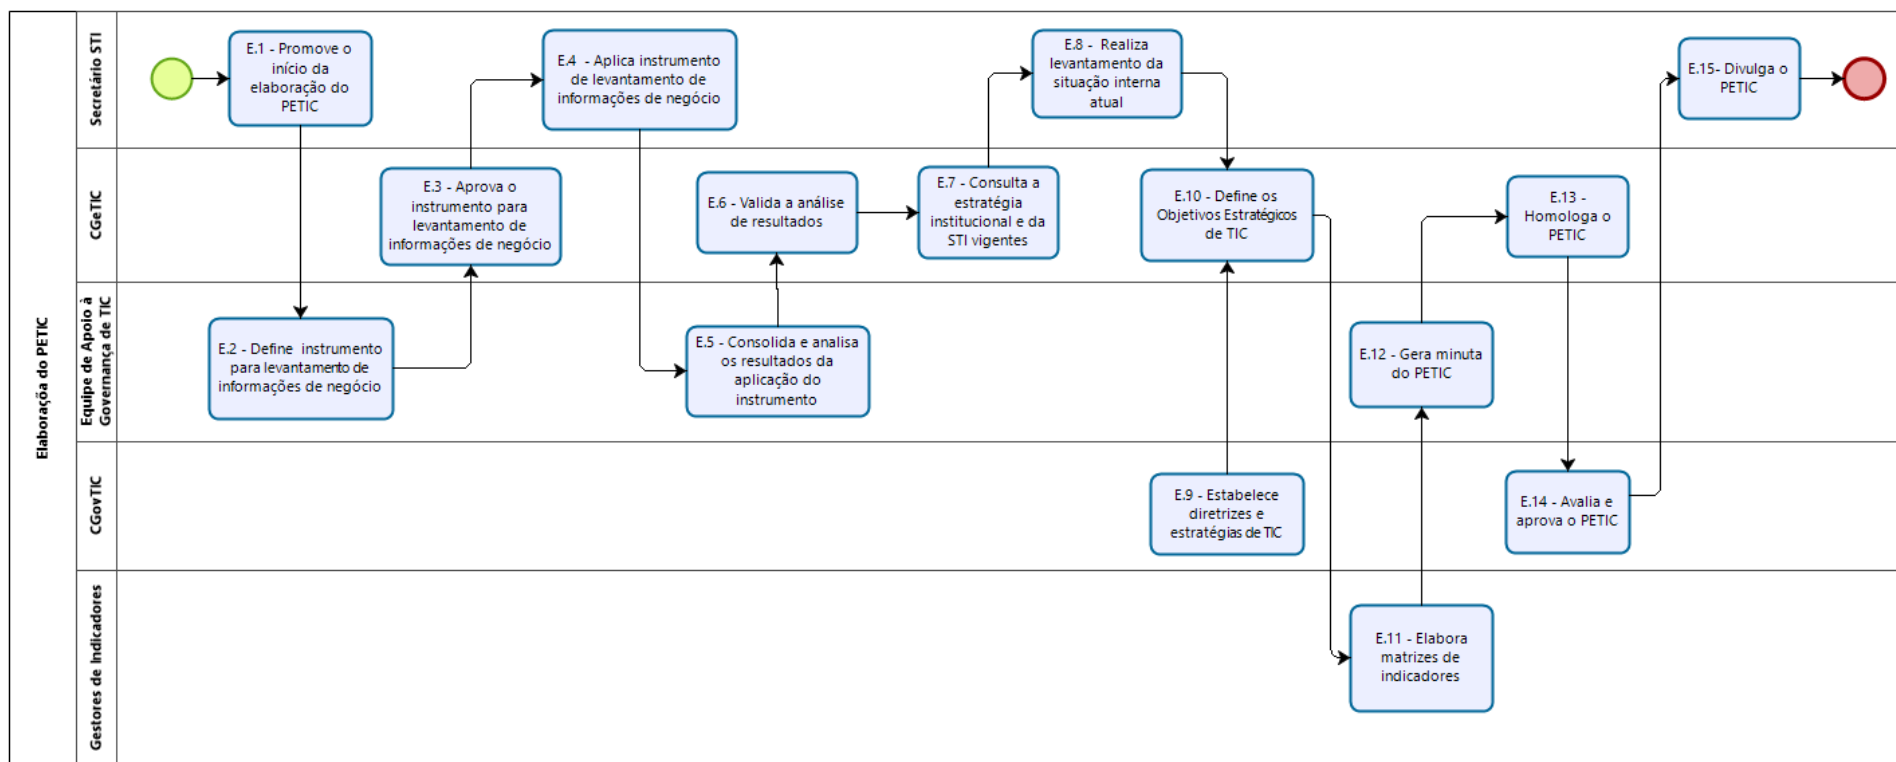 Elaboraçõa do PETIC
Secretário STI
E.1 - Promove o
início da
elaboração do
PETIC
E.4 - Aplica instrumento
de levantamento de
informações de negócio
E.8 - Realiza
levantamento da
situação interna
atual
E.15- Divulga o
PETIC
CGeTIC
E.3 - Aprova o
instrumento para
levantamento de
informações de negócio
E.6 - Valida a análise
de resultados
E.7 - Consulta a
estratégia
institucional e da
STI vigentes
E.10 - Define os
Objetivos Estratégicos
de TIC
E.13 -
Homologa o
PETIC
Equipe de Apoio à
Governança de TIC
E.2 - Define instrumento
para levantamento de
informações de negócio
E.5 - Consolida e analisa
os resultados da
aplicação do
instrumento
E.12 - Gera minuta
do PETIC
CGovTIC
E.9 - Estabelece
diretrizes e
estratégias de TIC
E.14 - Avalia e
aprova o PETIC
Gestores de Indicadores
E.11 - Elabora
matrizes de
indicadores